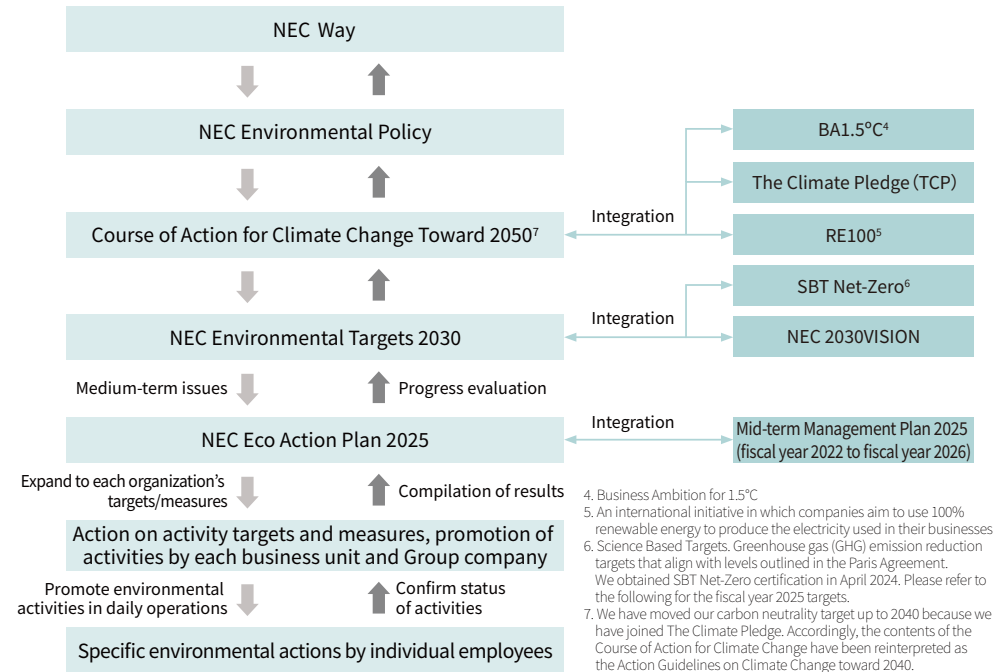 NEC Way
NEC Environmental Policy
BA1.5°C⁴
The Climate Pledge (TCP)
Integration
Course of Action for Climate Change Toward 2050⁷
RE100⁵
SBT Net-Zero⁶
Integration
NEC Environmental Targets 2030
NEC 2030VISION
Medium-term issues
Progress evaluation
Integration
NEC Eco Action Plan 2025
Mid-term Management Plan 2025
(fiscal year 2022 to fiscal year 2026)
Expand to each organization's
targets/measures
Compilation of results
Action on activity targets and measures, promotion of
activities by each business unit and Group company
Promote environmental
activities in daily operations
Confirm status
of activities
Specific environmental actions by individual employees
4. Business Ambition for 1.5°C
5. An international initiative in which companies aim to use 100%
renewable energy to produce the electricity used in their businesses
6. Science Based Targets. Greenhouse gas (GHG) emission reduction
targets that align with levels outlined in the Paris Agreement.
We obtained SBT Net-Zero certification in April 2024. Please refer to
the following for the fiscal year 2025 targets.
7. We have moved our carbon neutrality target up to 2040 because we
have joined The Climate Pledge. Accordingly, the contents of the
Course of Action for Climate Change have been reinterpreted as
the Action Guidelines on Climate Change toward 2040.